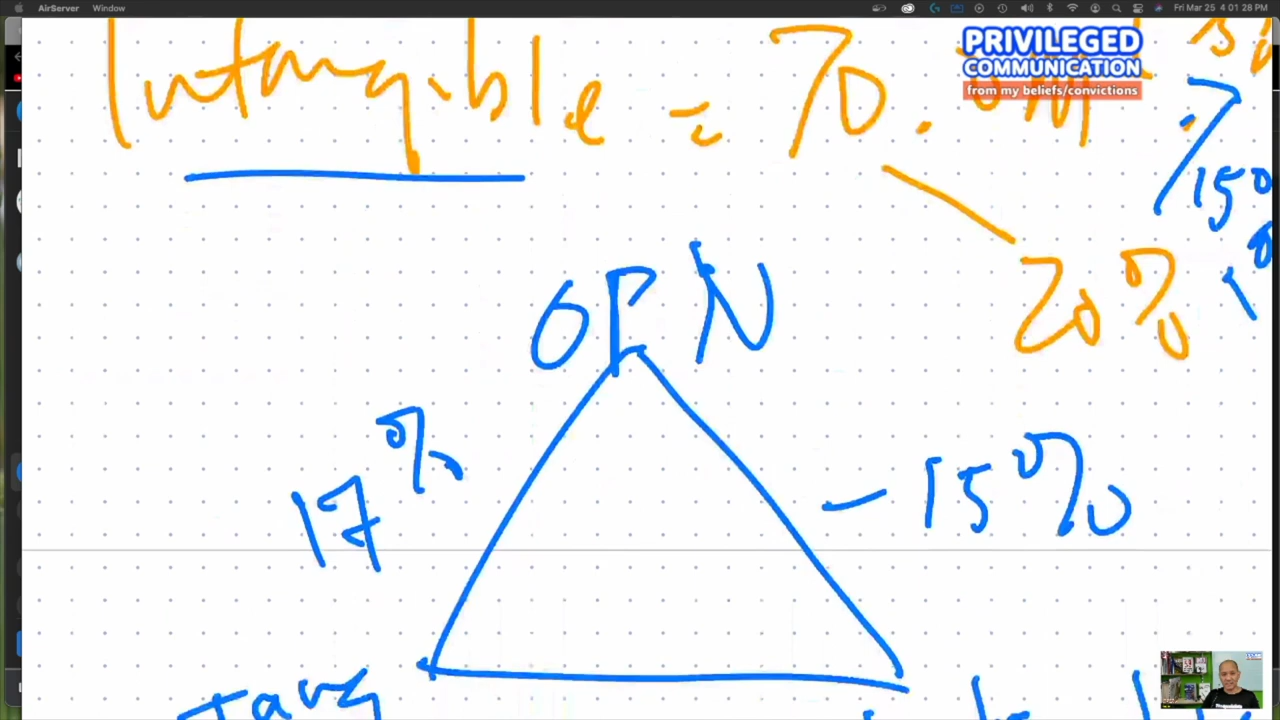 AirServer Window Fri Mar 25 4 01 28 PM
PRIVILEGED
COMMUNICATION
from my beliefs/convictions
Intangible = 70.
20%
OPN
17%
-15%
Tang